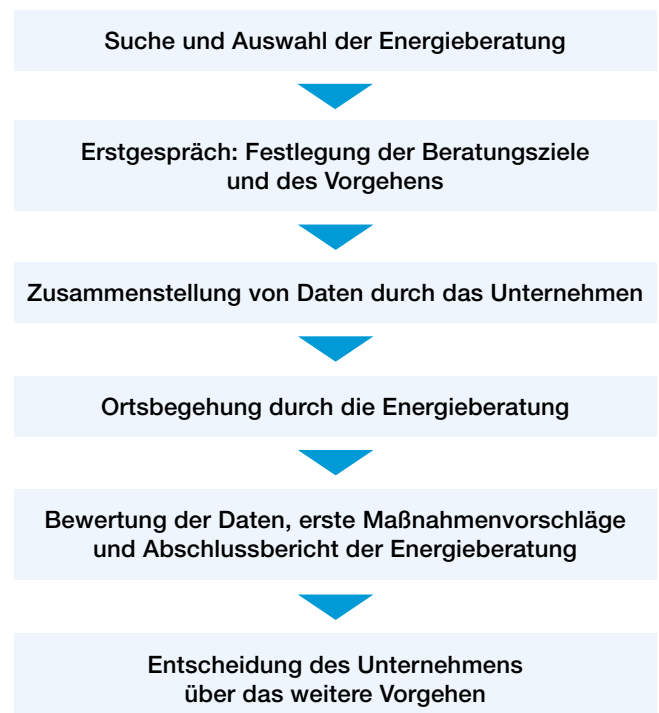 Suche und Auswahl der Energieberatung
Erstgespräch: Festlegung der Beratungsziele
und des Vorgehens
Zusammenstellung von Daten durch das Unternehmen
Ortsbegehung durch die Energieberatung
Bewertung der Daten, erste Maßnahmenvorschläge
und Abschlussbericht der Energieberatung
Entscheidung des Unternehmens
über das weitere Vorgehen